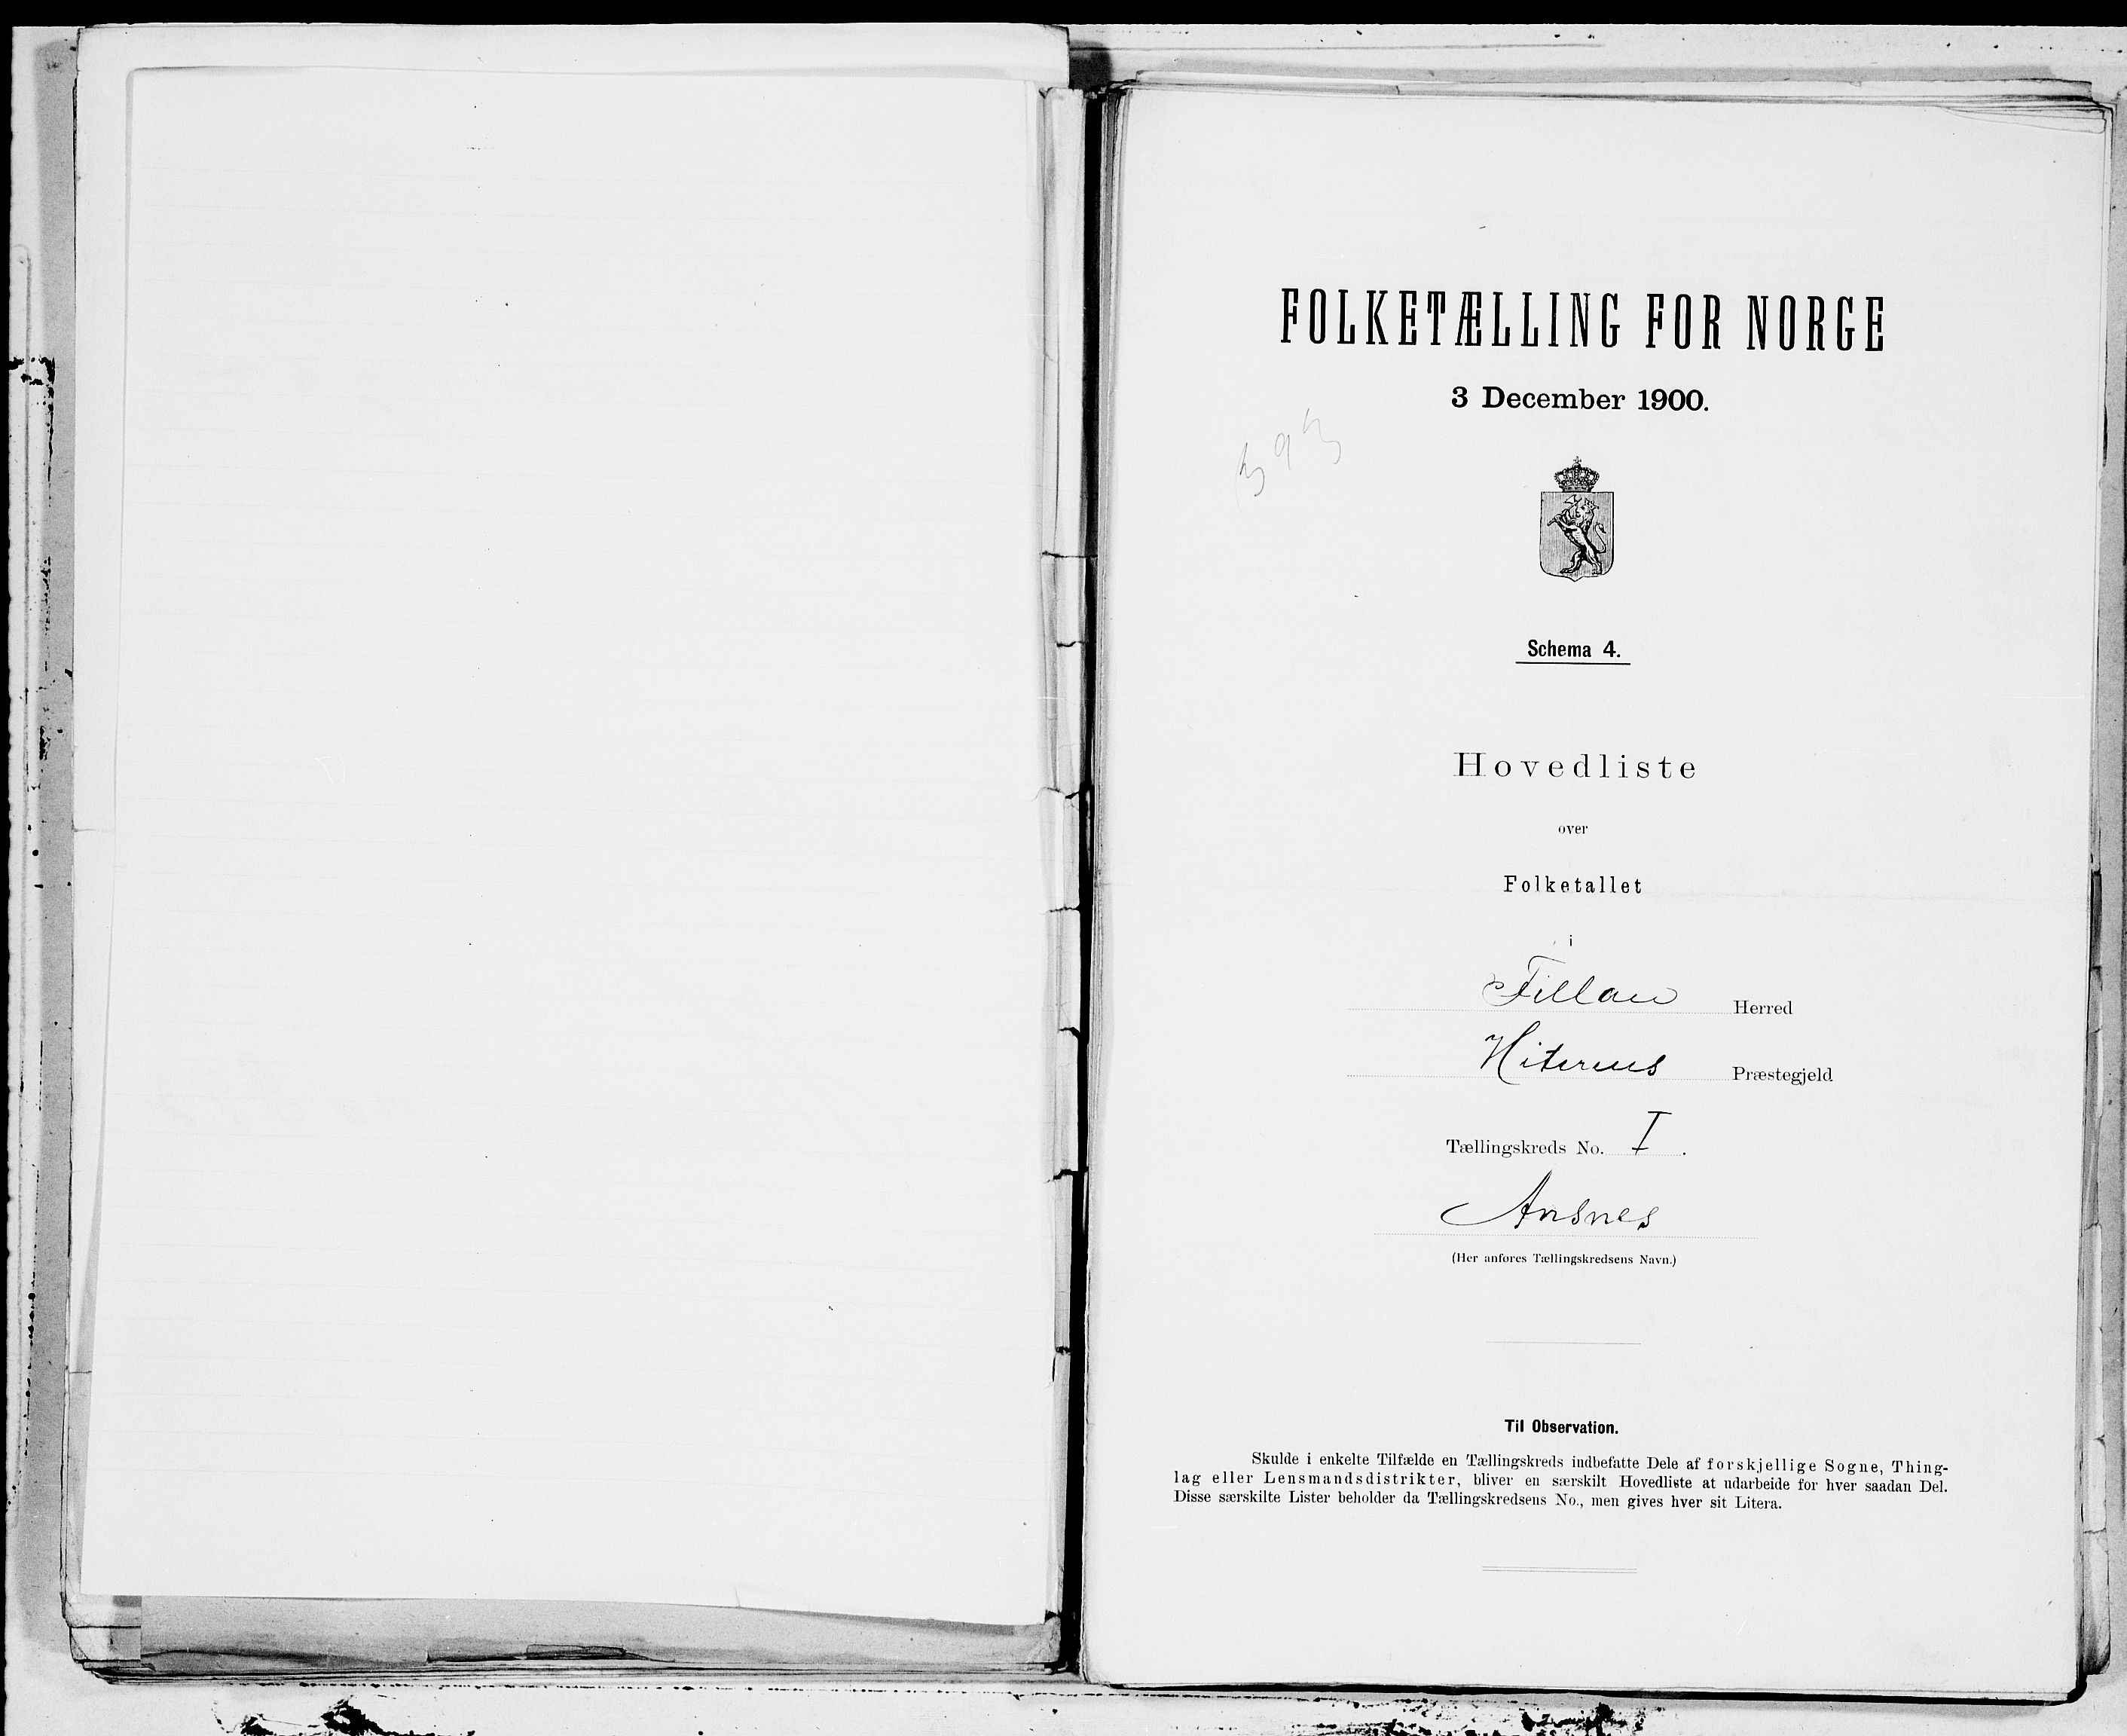 FOLKETÆLLING FOR NORGE
3 December 1900.
393
Schema 4.
Hovedliste
over
Folketallet
i
Fillan Herred
Hiterens Præstegjeld
Tællingskreds No. I.
Ansnes
(Her anføres Tællingskredsens Navn.)
Til Observation.
Skulde i enkelte Tilfælde en Tællingskreds indbefatte Dele af forskjellige Sogne, Thing-
lag eller Lensmandsdistrikter, bliver en særskilt Hovedliste at udarbeide for hver saadan Del.
Disse særskilte Lister beholder da Tællingskredsens No., men gives hver sit Litera.